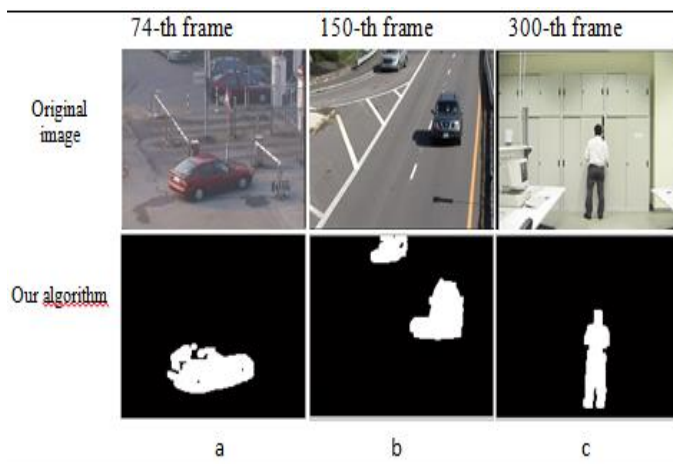 74-th frame 150-th frame 300-th frame
Original
image
Our algorithm
a b c